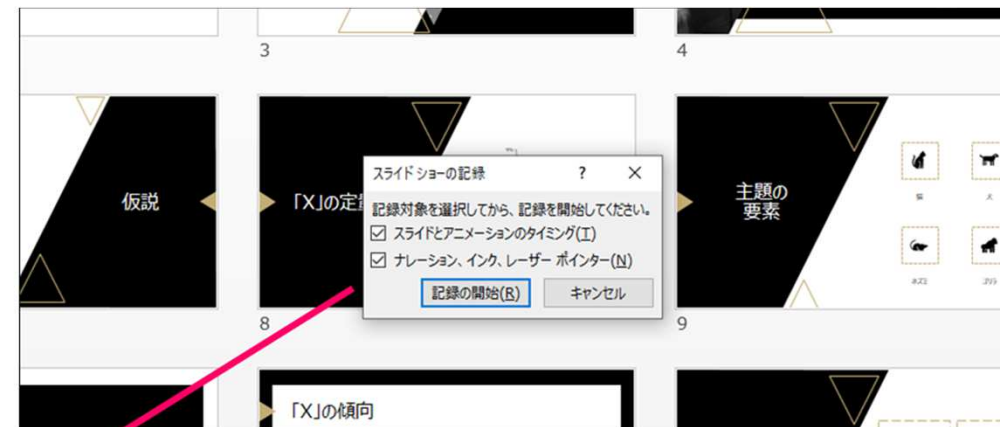 3
4
仮説
「X」の定
主題の
要素
スライド ショーの記録
?
×
記録対象を選択してから、記録を開始してください。
スライドとアニメーションのタイミング(T)
ナレーション、インク、レーザー ポインター(N)
記録の開始(R)
キャンセル
8
9
「X」の傾向